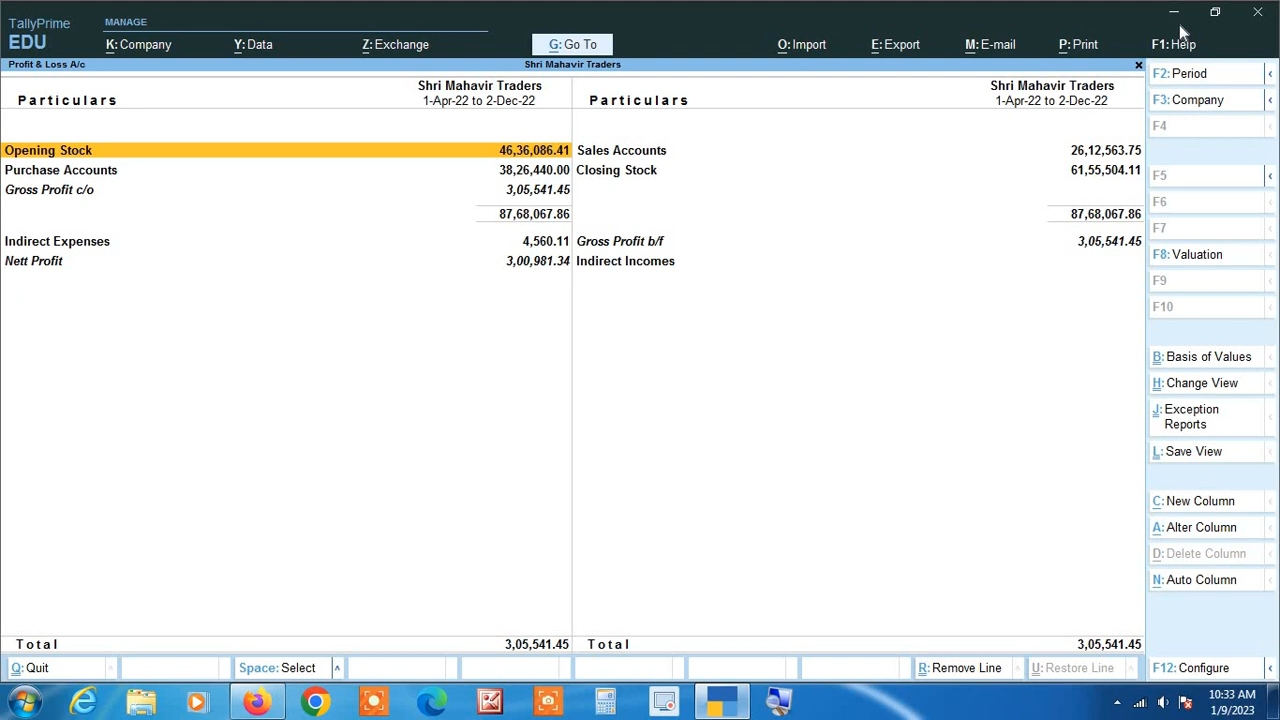 TallyPrime
EDU
MANAGE
K: Company
Y: Data
Z: Exchange
G: Go To
O: Import
E: Export
M: E-mail
P: Print
F1: Help
Profit & Loss A/c
Shri Mahavir Traders
Particulars
Shri Mahavir Traders
1-Apr-22 to 2-Dec-22
Particulars
Shri Mahavir Traders
1-Apr-22 to 2-Dec-22
Opening Stock 46,36,086.41
Purchase Accounts 38,26,440.00
Gross Profit c/o 3,05,541.45
87,68,067.86
Indirect Expenses 4,560.11
Nett Profit 3,00,981.34
Total 3,05,541.45
Sales Accounts 26,12,563.75
Closing Stock 61,55,504.11
87,68,067.86
Gross Profit b/f 3,05,541.45
Indirect Incomes
Total 3,05,541.45
F2: Period
F3: Company
F4
F5
F6
F7
F8: Valuation
F9
F10
B: Basis of Values
H: Change View
J: Exception
Reports
L: Save View
C: New Column
A: Alter Column
D: Delete Column
N: Auto Column
Q: Quit
Space: Select
R: Remove Line
U: Restore Line
F12: Configure
10:33 AM
1/9/2023